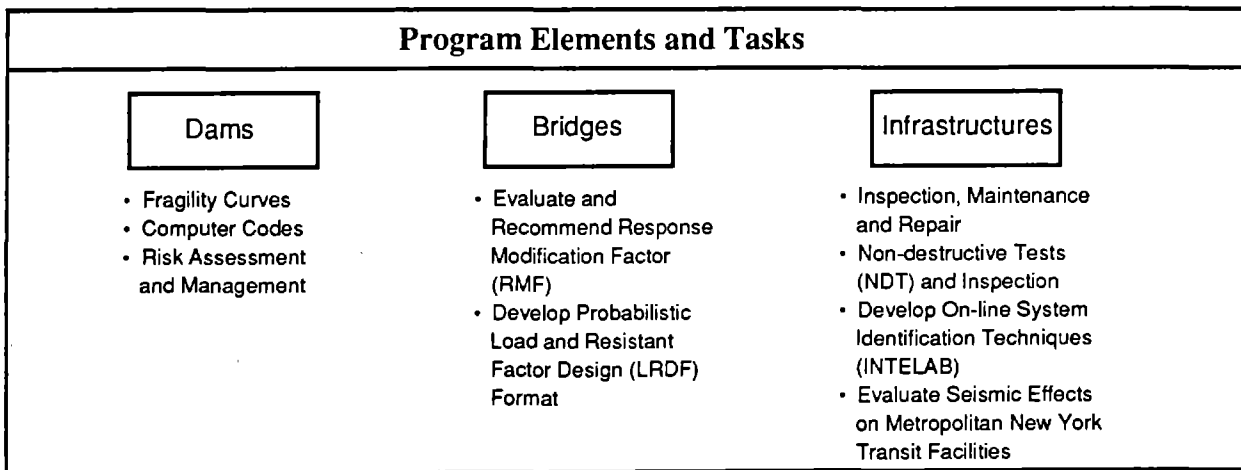 Program Elements and Tasks
Dams
• Fragility Curves
• Computer Codes
• Risk Assessment
and Management
Bridges
• Evaluate and
Recommend Response
Modification Factor
(RMF)
• Develop Probabilistic
Load and Resistant
Factor Design (LRDF)
Format
Infrastructures
• Inspection, Maintenance
and Repair
• Non-destructive Tests
(NDT) and Inspection
• Develop On-line System
Identification Techniques
(INTELAB)
• Evaluate Seismic Effects
on Metropolitan New York
Transit Facilities